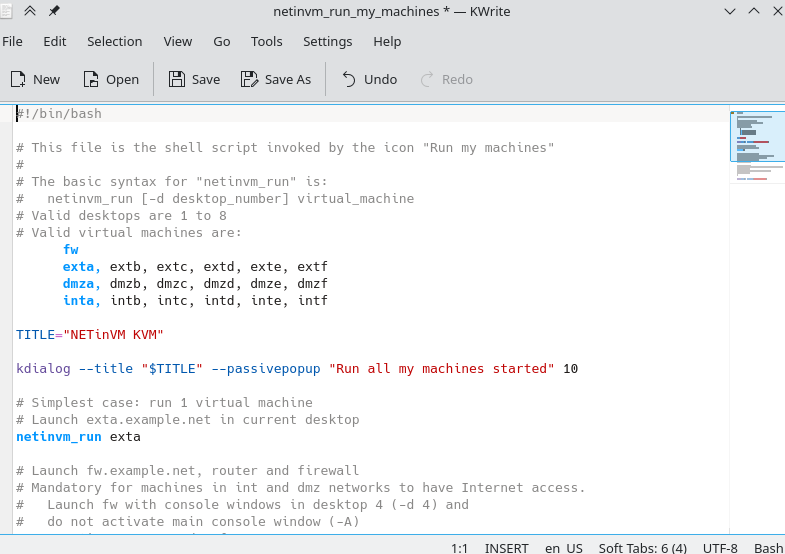 netinvm_run_my_machines * — KWrite
File Edit Selection View Go Tools Settings Help
New Open Save Save As Undo Redo
#!/bin/bash
# This file is the shell script invoked by the icon "Run my machines"
#
# The basic syntax for "netinvm_run" is:
#   netinvm_run [-d desktop_number] virtual_machine
# Valid desktops are 1 to 8
# Valid virtual machines are:
      fw
      exta, extb, extc, extd, exte, extf
      dmza, dmzb, dmzc, dmzd, dmze, dmzf
      inta, intb, intc, intd, inte, intf
TITLE="NETinVM KVM"
kdialog --title "$TITLE" --passivepopup "Run all my machines started" 10
# Simplest case: run 1 virtual machine
# Launch exta.example.net in current desktop
netinvm_run exta
# Launch fw.example.net, router and firewall
# Mandatory for machines in int and dmz networks to have Internet access.
#   Launch fw with console windows in desktop 4 (-d 4) and
#   do not activate main console window (-A)
1:1 INSERT en_US Soft Tabs: 6 (4) UTF-8 Bash